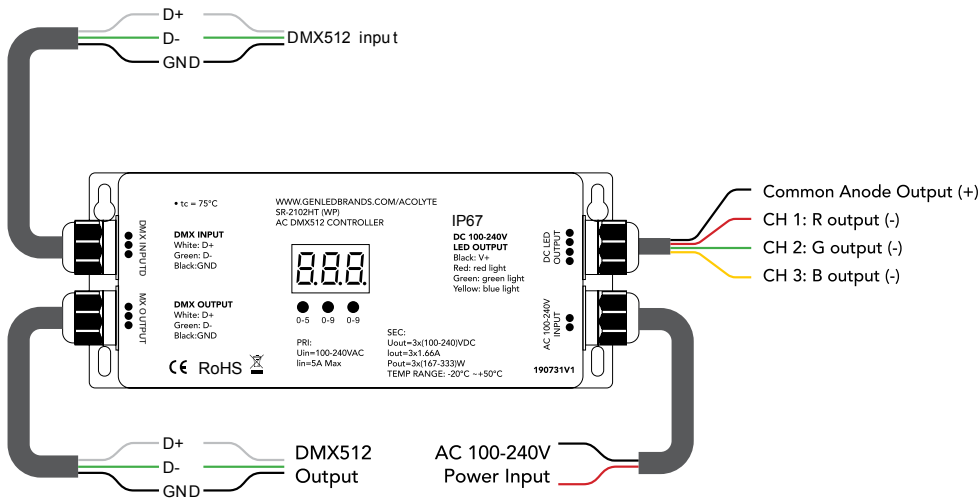 D+
D-
GND
DMX512 input
• tc = 75°C
WWW.GENLEDBRANDS.COM/ACOLYTE
SR-2102HT (WP)
AC DMX512 CONTROLLER
IP67
DMX INPUTD
DMX INPUT
White: D+
Green: D-
Black:GND
8.8.8.
DC 100-240V
LED OUTPUT
Black: V+
Red: red light
Green: green light
Yellow: blue light
DC LED
OUTPUT
Common Anode Output (+)
CH 1: R output (-)
CH 2: G output (-)
CH 3: B output (-)
MX OUTPUT
DMX OUTPUT
White: D+
Green: D-
Black:GND
0-5 0-9 0-9
AC 100-240V
INPUT
PRI:
Uin=100-240VAC
Iin=5A Max
SEC:
Uout=3x(100-240)VDC
Iout=3x1.66A
Pout=3x(167-333)W
TEMP RANGE: -20°C ~+50°C
CE RoHS
190731V1
D+
D-
GND
DMX512
Output
AC 100-240V
Power Input